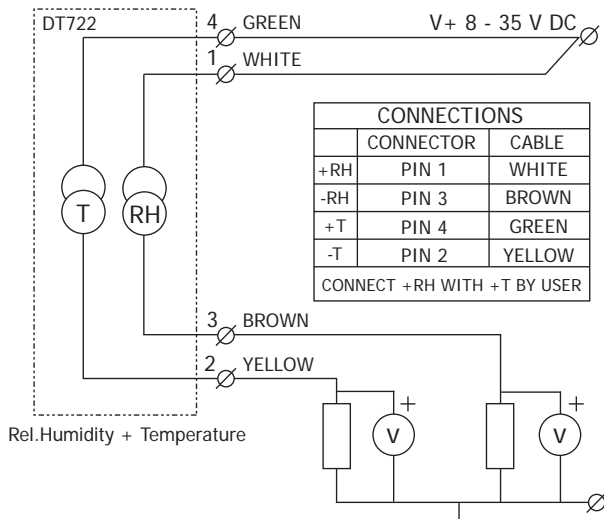 DT722
4 GREEN
V+ 8 - 35 V DC
1 WHITE
CONNECTIONS
CONNECTOR CABLE
+RH PIN 1 WHITE
-RH PIN 3 BROWN
+T PIN 4 GREEN
-T PIN 2 YELLOW
CONNECT +RH WITH +T BY USER
T RH
3 BROWN
2 YELLOW
+ +
V V
Rel.Humidity + Temperature